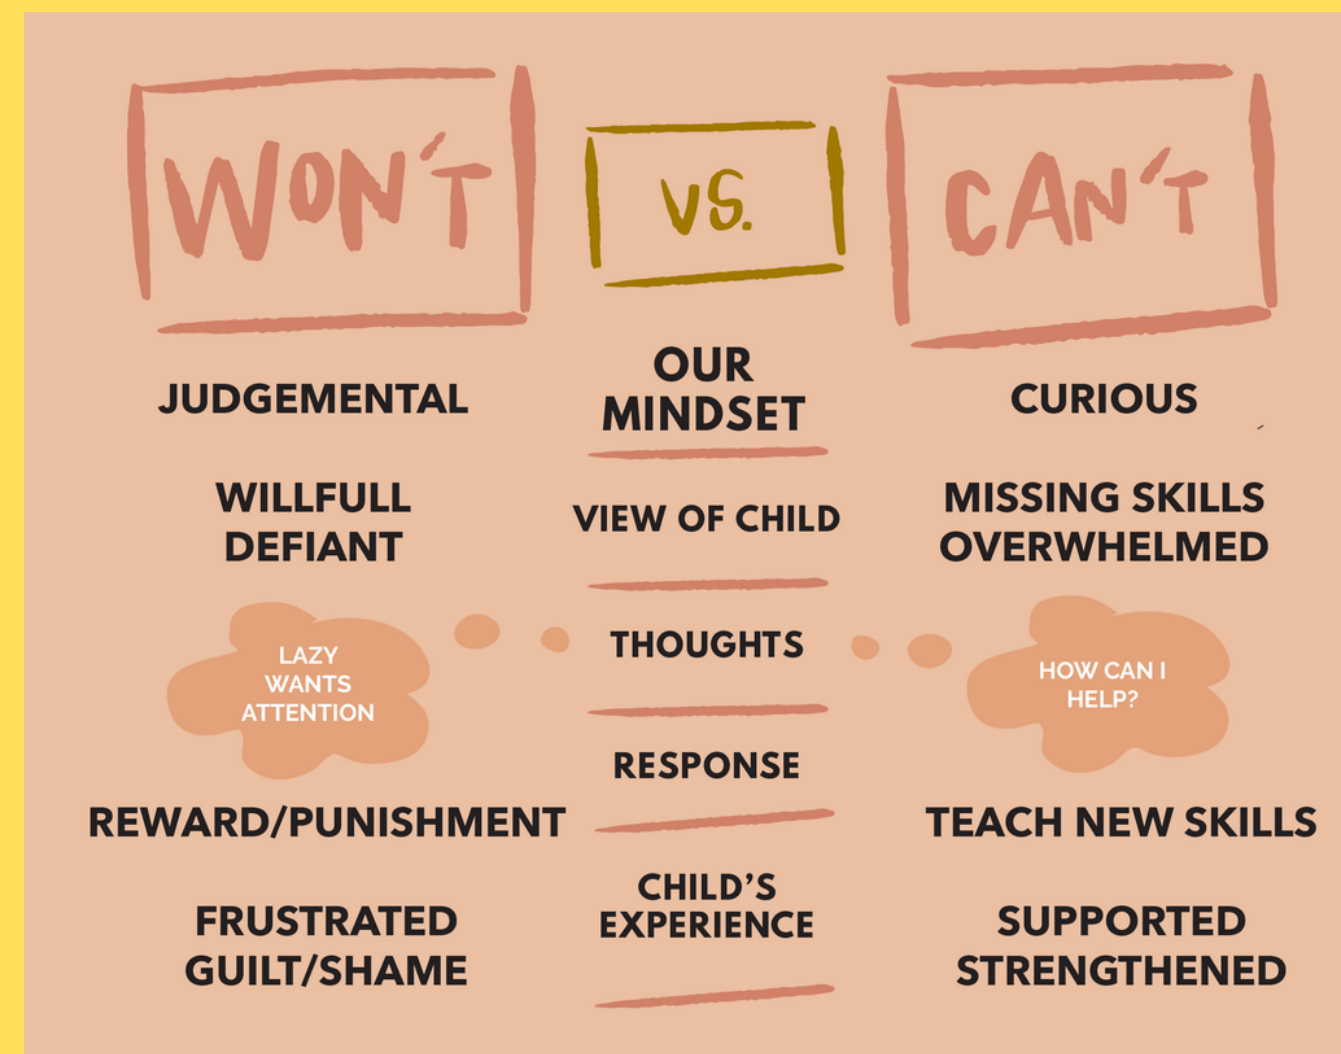 WON'T
VS.
CAN'T
JUDGEMENTAL
OUR
MINDSET
CURIOUS
WILLFULL
DEFIANT
VIEW OF CHILD
MISSING SKILLS
OVERWHELMED
LAZY
WANTS
ATTENTION
THOUGHTS
HOW CAN I
HELP?
REWARD/PUNISHMENT
RESPONSE
TEACH NEW SKILLS
FRUSTRATED
GUILT/SHAME
CHILD’S
EXPERIENCE
SUPPORTED
STRENGTHENED